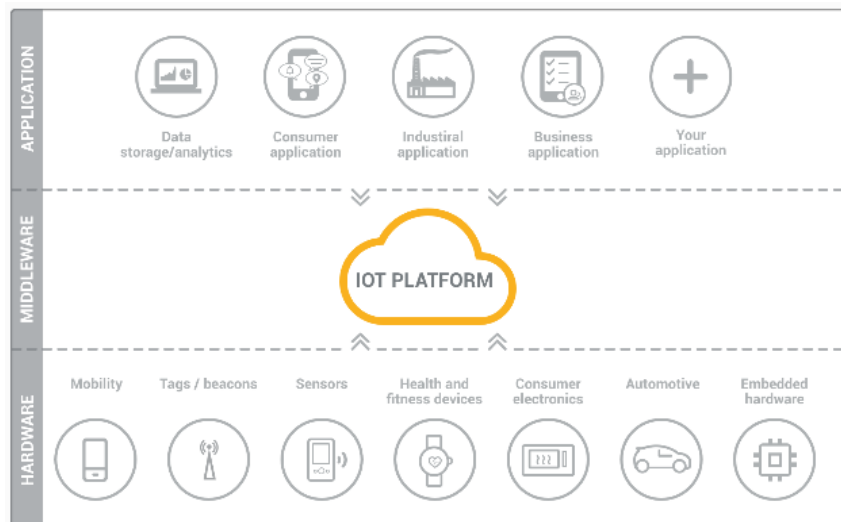 APPLICATION
Data
storage/analytics
Consumer
application
Industiral
application
Business
application
Your
application
MIDDLEWARE
IOT PLATFORM
HARDWARE
Mobility
Tags / beacons
Sensors
Health and
fitness devices
Consumer
electronics
Automotive
Embedded
hardware